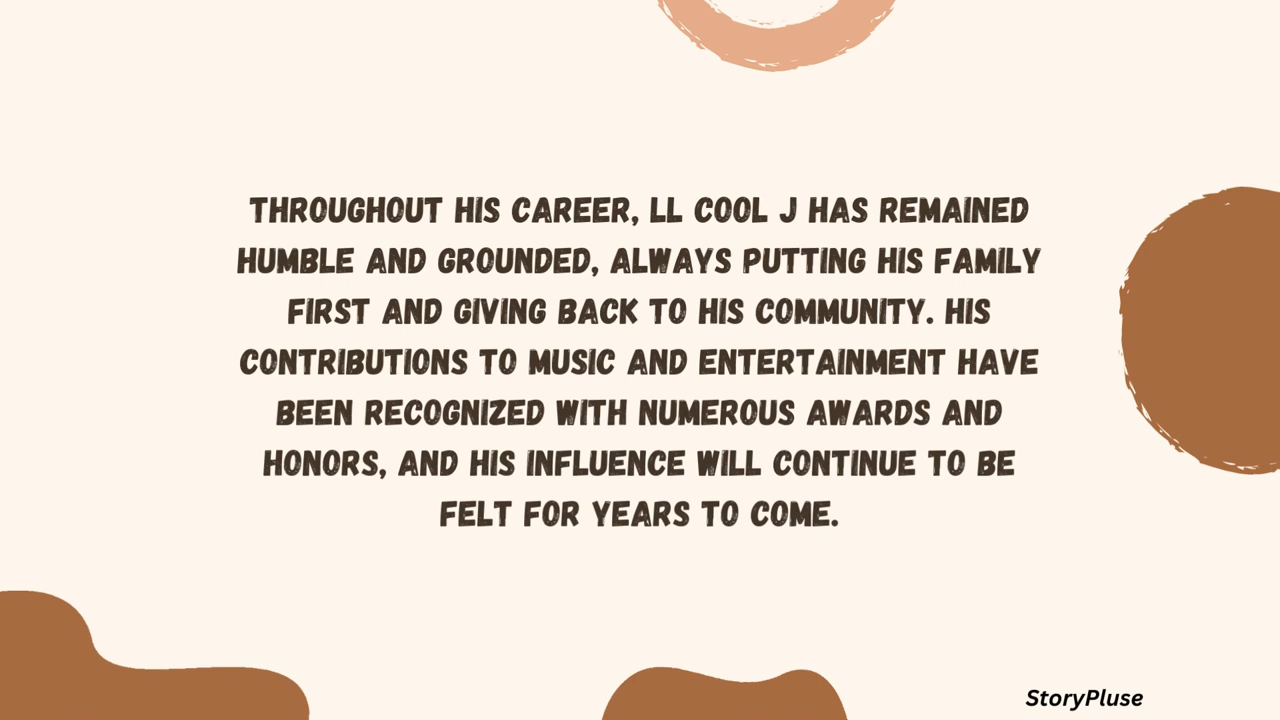 THROUGHOUT HIS CAREER, LL COOL J HAS REMAINED
HUMBLE AND GROUNDED, ALWAYS PUTTING HIS FAMILY
FIRST AND GIVING BACK TO HIS COMMUNITY. HIS
CONTRIBUTIONS TO MUSIC AND ENTERTAINMENT HAVE
BEEN RECOGNIZED WITH NUMEROUS AWARDS AND
HONORS, AND HIS INFLUENCE WILL CONTINUE TO BE
FELT FOR YEARS TO COME.
StoryPluse